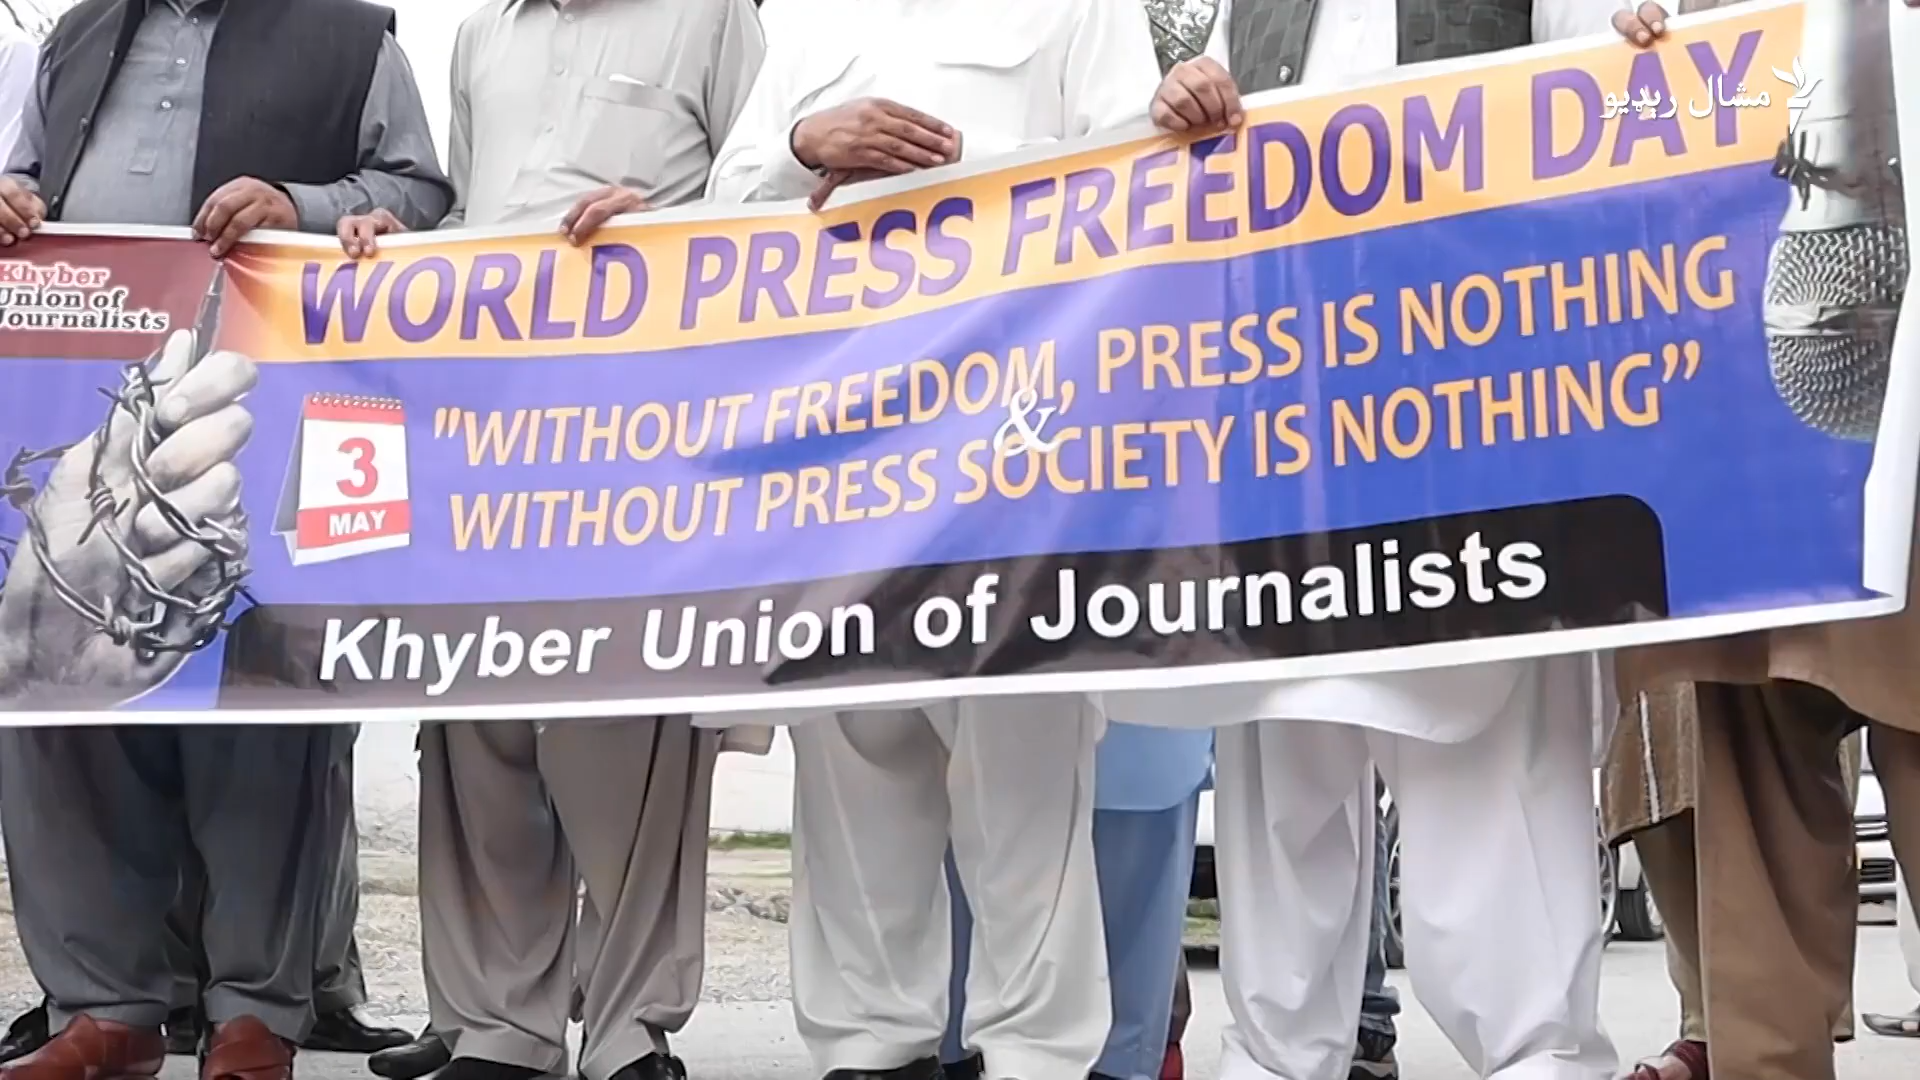 مشال راډیو
WORLD PRESS FREEDOM DAY
Khyber
Union of
Journalists
3
MAY
"WITHOUT FREEDOM, PRESS IS NOTHING
&
WITHOUT PRESS SOCIETY IS NOTHING”
Khyber Union of Journalists